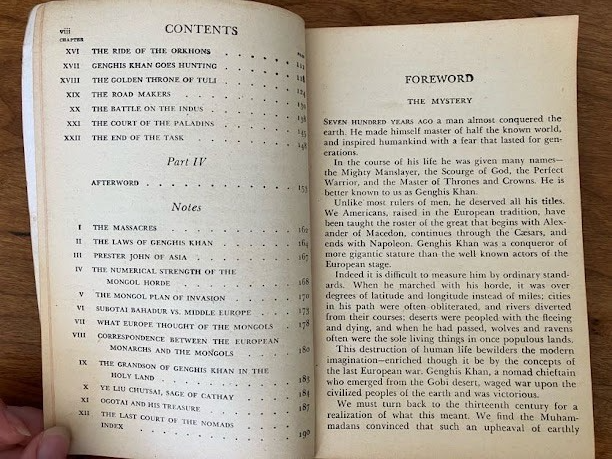 viii CONTENTS
CHAPTER PAGE
XVI THE RIDE OF THE ORKHONS
XVII GENGHIS KHAN GOES HUNTING 118
XVIII THE GOLDEN THRONE OF TULI 124
XIX THE ROAD MAKERS 130
XX THE BATTLE ON THE INDUS 138
XXI THE COURT OF THE PALADINS 145
XXII THE END OF THE TASK 148
Part IV
AFTERWORD 153
Notes
I THE MASSACRES 162
II THE LAWS OF GENGHIS KHAN 164
III PRESTER JOHN OF ASIA 167
IV THE NUMERICAL STRENGTH OF THE
MONGOL HORDE 168
V THE MONGOL PLAN OF INVASION 170
VI SUBOTAI BAHADUR VS. MIDDLE EUROPE 173
VII WHAT EUROPE THOUGHT OF THE MONGOLS 178
VIII CORRESPONDENCE BETWEEN THE EUROPEAN
MONARCHS AND THE MONGOLS 180
IX THE GRANDSON OF GENGHIS KHAN IN THE
HOLY LAND 183
X YE LIU CHUTSAI, SAGE OF CATHAY 184
XI OGOTAI AND HIS TREASURE 187
XII THE LAST COURT OF THE NOMADS
INDEX 190
FOREWORD
THE MYSTERY
SEVEN HUNDRED YEARS AGO a man almost conquered the
earth. He made himself master of half the known world,
and inspired humankind with a fear that lasted for gen-
erations.
In the course of his life he was given many names—
the Mighty Manslayer, the Scourge of God, the Perfect
Warrior, and the Master of Thrones and Crowns. He is
better known to us as Genghis Khan.
Unlike most rulers of men, he deserved all his titles.
We Americans, raised in the European tradition, have
been taught the roster of the great that begins with Alex-
ander of Macedon, continues through the Cæsars, and
ends with Napoleon. Genghis Khan was a conqueror of
more gigantic stature than the well known actors of the
European stage.
Indeed it is difficult to measure him by ordinary stand-
ards. When he marched with his horde, it was over
degrees of latitude and longitude instead of miles; cities
in his path were often obliterated, and rivers diverted
from their courses; deserts were peopled with the fleeing
and dying, and when he had passed, wolves and ravens
often were the sole living things in once populous lands.
This destruction of human life bewilders the modern
imagination—enriched though it be by the concepts of
the last European war. Genghis Khan, a nomad chieftain
who emerged from the Gobi desert, waged war upon the
civilized peoples of the earth and was victorious.
We must turn back to the thirteenth century for a
realization of what this meant. We find the Muham-
madans convinced that such an upheaval of earthly